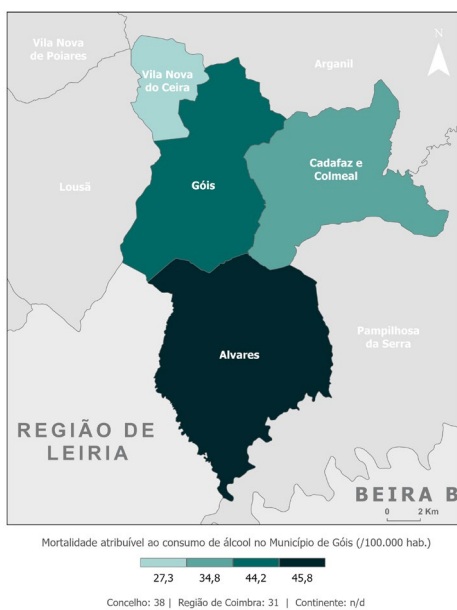 Vila Nova
de Poiares
Vila Nova
do Ceira
Arganil
N
Lousã
Góis
Cadafaz e
Colmeal
Alvares
Pampilhosa
da Serra
REGIÃO DE
LEIRIA
BEIRA B
0 2 Km
Mortalidade atribuível ao consumo de álcool no Município de Góis (/100.000 hab.)
27,3 34,8 44,2 45,8
Concelho: 38 | Região de Coimbra: 31 | Continente: n/d